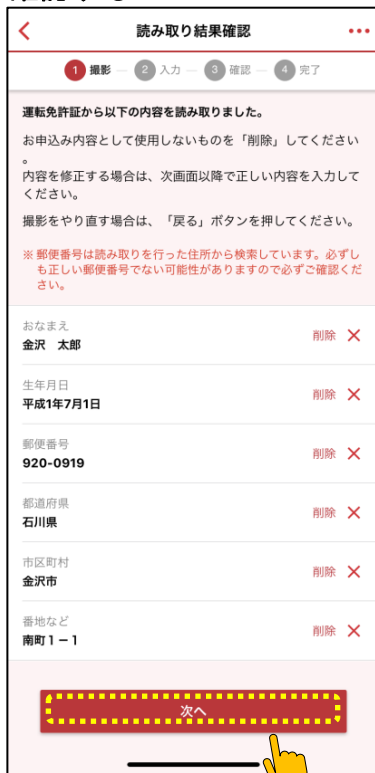 読み取り結果確認
1 撮影 2 入力 3 確認 4 完了
運転免許証から以下の内容を読み取りました。
お申込み内容として使用しないものを「削除」してください
。
内容を修正する場合は、次画面以降で正しい内容を入力して
ください。
撮影をやり直す場合は、「戻る」ボタンを押してください。
※ 郵便番号は読み取りを行った住所から検索しています。必ずし
も正しい郵便番号でない可能性がありますので必ずご確認くだ
さい。
おなまえ
金沢 太郎
削除
生年月日
平成1年7月1日
削除
郵便番号
920-0919
削除
都道府県
石川県
削除
市区町村
金沢市
削除
番地など
南町１－１
削除
次へ